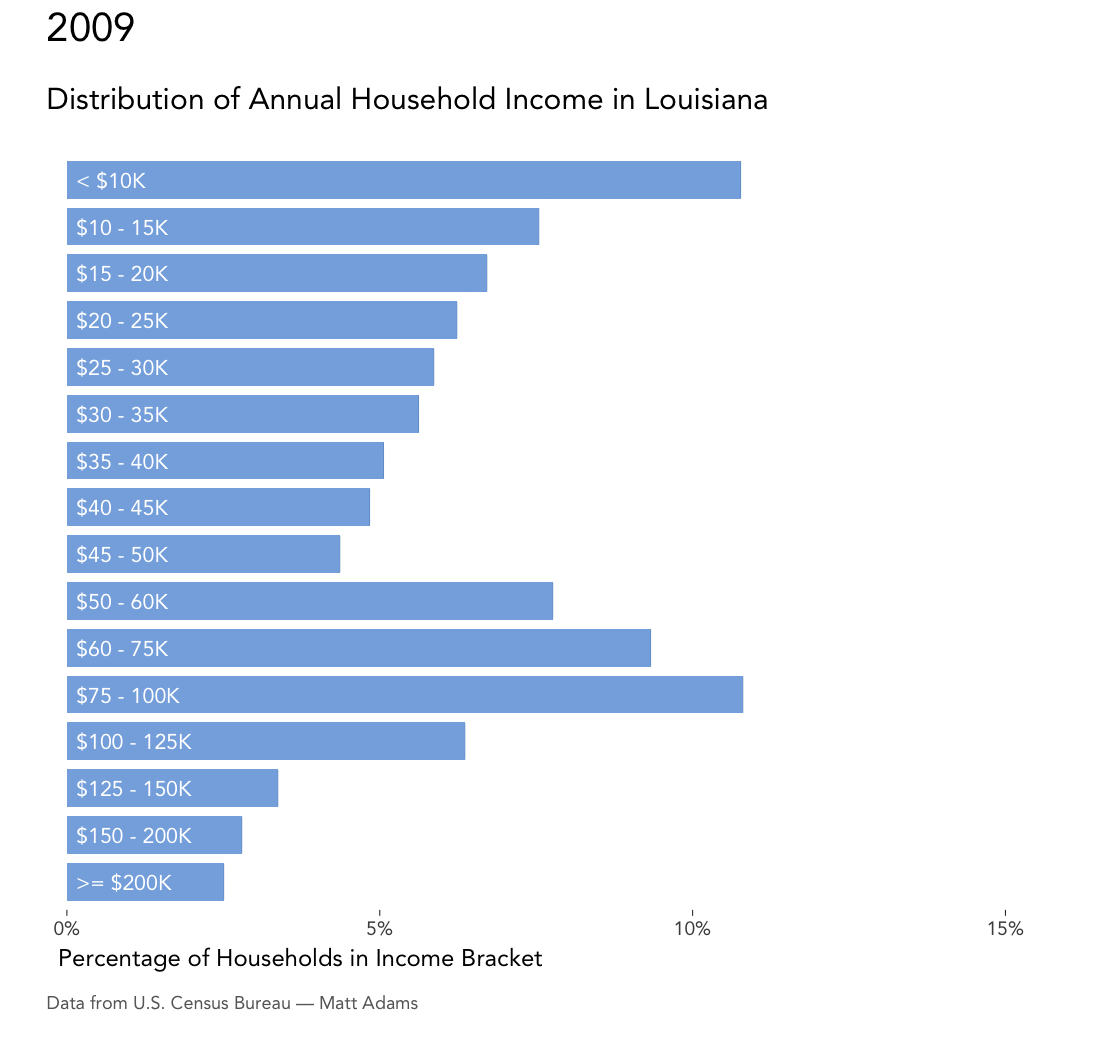 2009
Distribution of Annual Household Income in Louisiana
< $10K
$10 - 15K
$15 - 20K
$20 - 25K
$25 - 30K
$30 - 35K
$35 - 40K
$40 - 45K
$45 - 50K
$50 - 60K
$60 - 75K
$75 - 100K
$100 - 125K
$125 - 150K
$150 - 200K
>= $200K
0% 5% 10% 15%
Percentage of Households in Income Bracket
Data from U.S. Census Bureau — Matt Adams